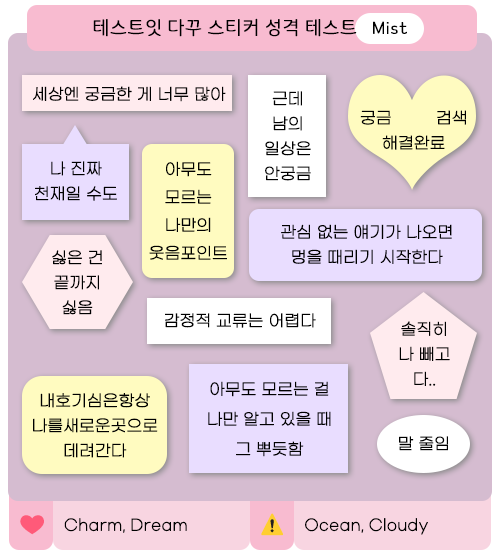 테스트잇 다꾸 스티커 성격 테스트 Mist
세상엔 궁금한 게 너무 많아
근데
남의
일상은
안궁금
궁금 검색
해결완료
나 진짜
천재일 수도
아무도
모르는
나만의
웃음포인트
관심 없는 얘기가 나오면
멍을 때리기 시작한다
싫은 건
끝까지
싫음
감정적 교류는 어렵다
솔직히
나 빼고
다..
내호기심은항상
나를새로운곳으로
데려간다
아무도 모르는 걸
나만 알고 있을 때
그 뿌듯함
말 줄임
Charm, Dream
Ocean, Cloudy